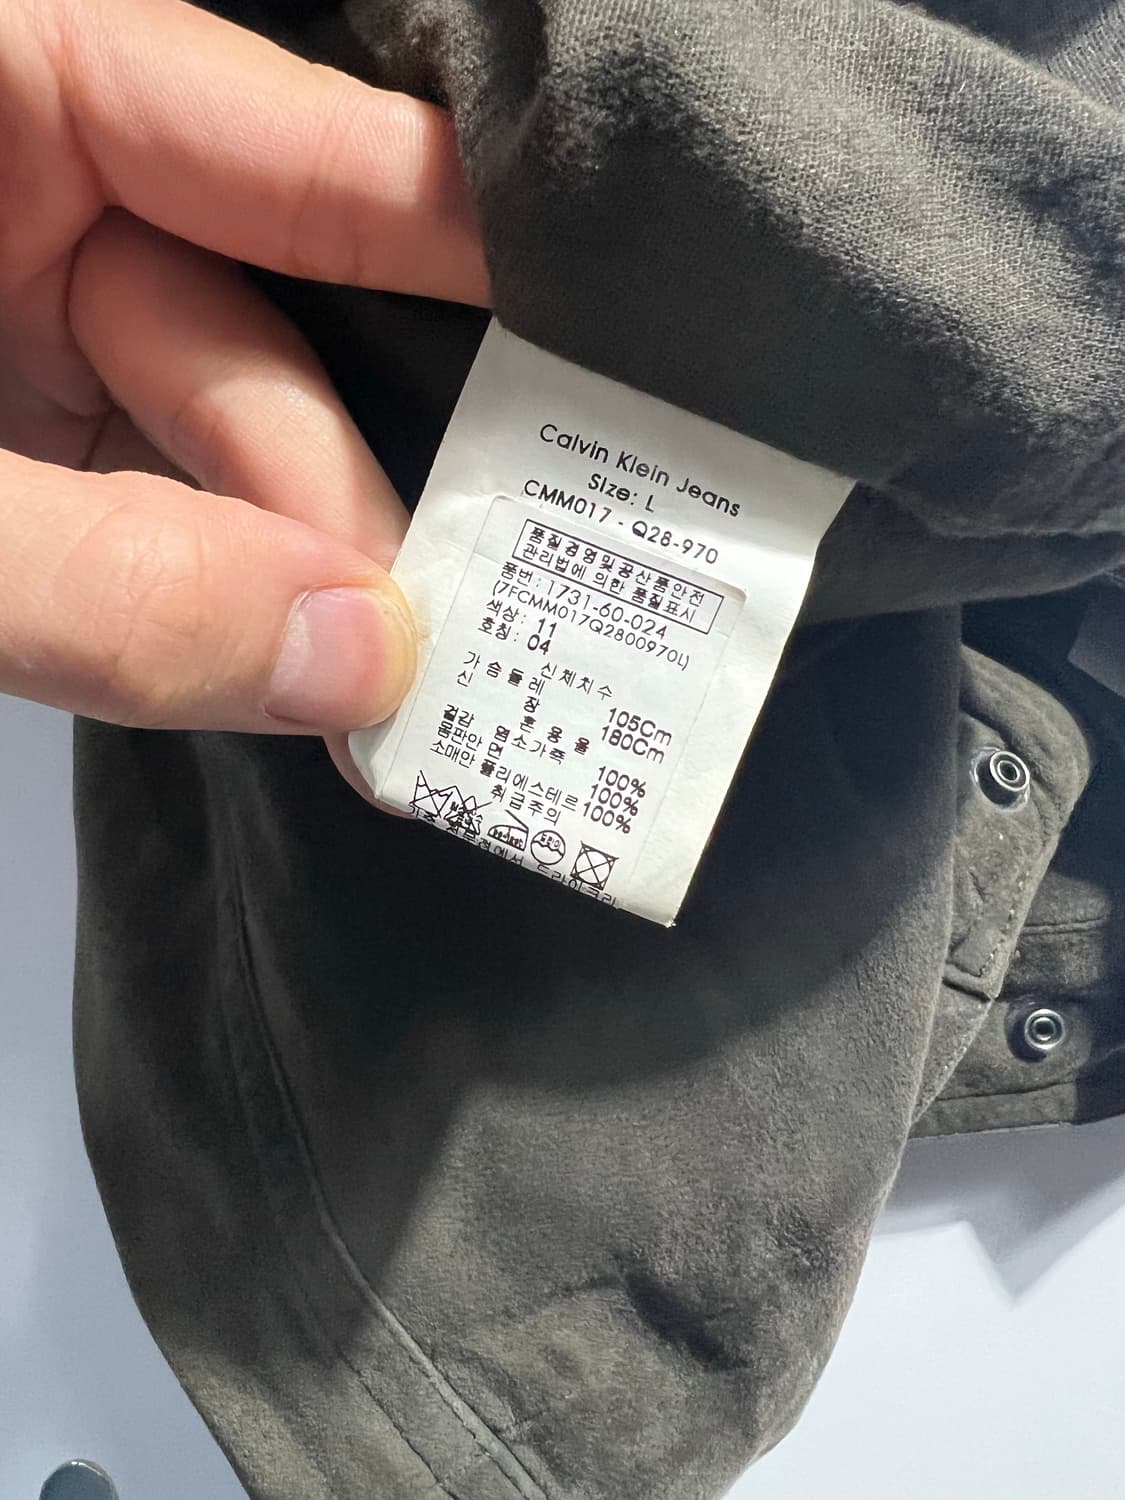 Calvin Klein Jeans
Size: L
CMM017 - Q28-970
품질경영및공산품안전
관리법에 의한 품질표시
품번 : 1731-60-024
(7FCMM017Q2800970L)
색상 : 11
호칭 : 04
신체치수
가슴둘레 105Cm
신 장 180Cm
혼용율
겉감 염소가죽 100%
몸판안 면 100%
소매안 폴리에스테르 100%
취급주의